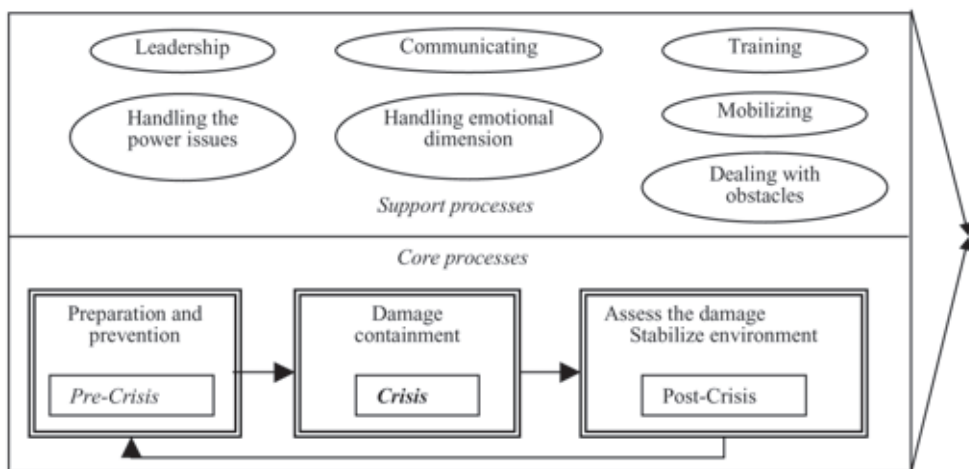 Leadership
Communicating
Training
Handling the
power issues
Handling emotional
dimension
Mobilizing
Dealing with
obstacles
Support processes
Core processes
Preparation and
prevention
Pre-Crisis
Damage
containment
Crisis
Assess the damage
Stabilize environment
Post-Crisis